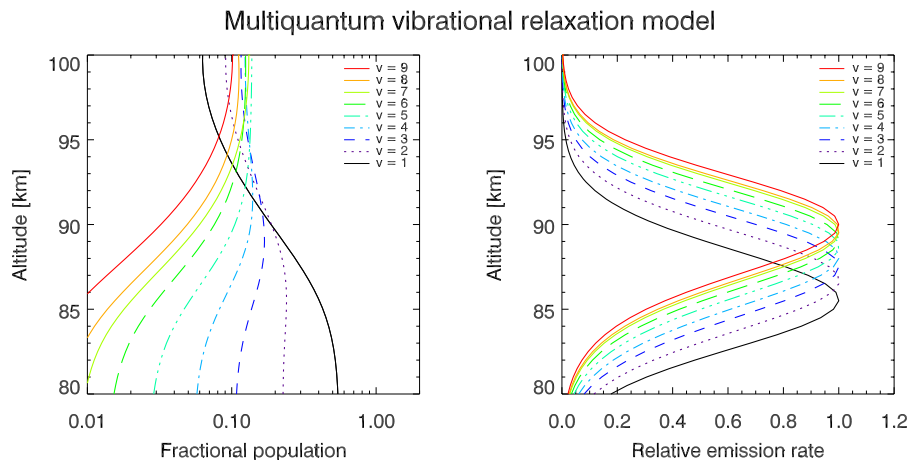 Multiquantum vibrational relaxation model
100
95
90
85
80
Altitude [km]
0.01
0.10
1.00
Fractional population
v = 9
v = 8
v = 7
v = 6
v = 5
v = 4
v = 3
v = 2
v = 1
100
95
90
85
80
Altitude [km]
0.0
0.2
0.4
0.6
0.8
1.0
1.2
Relative emission rate
v = 9
v = 8
v = 7
v = 6
v = 5
v = 4
v = 3
v = 2
v = 1